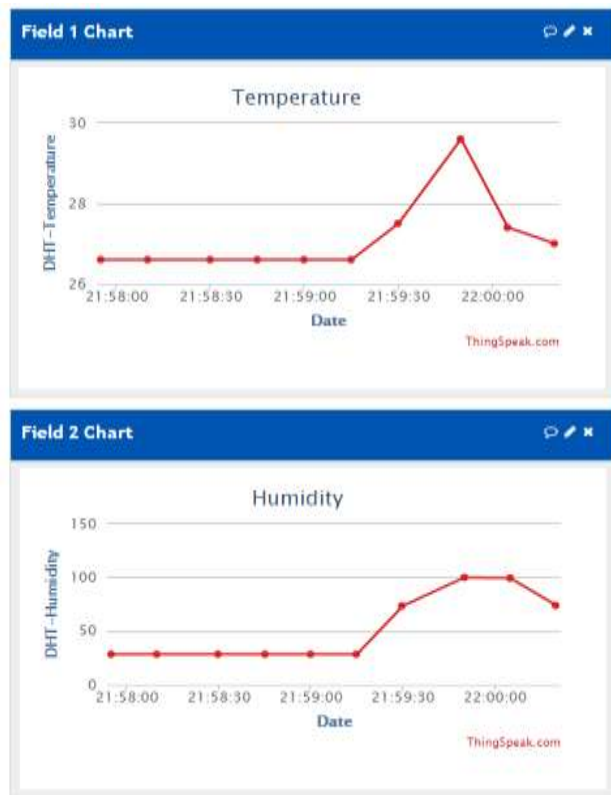 Field 1 Chart
Temperature
DHT-Temperature
30
28
26
21:58:00 21:58:30 21:59:00 21:59:30 22:00:00
Date
ThingSpeak.com
Field 2 Chart
Humidity
DHT-Humidity
150
100
50
0
21:58:00 21:58:30 21:59:00 21:59:30 22:00:00
Date
ThingSpeak.com